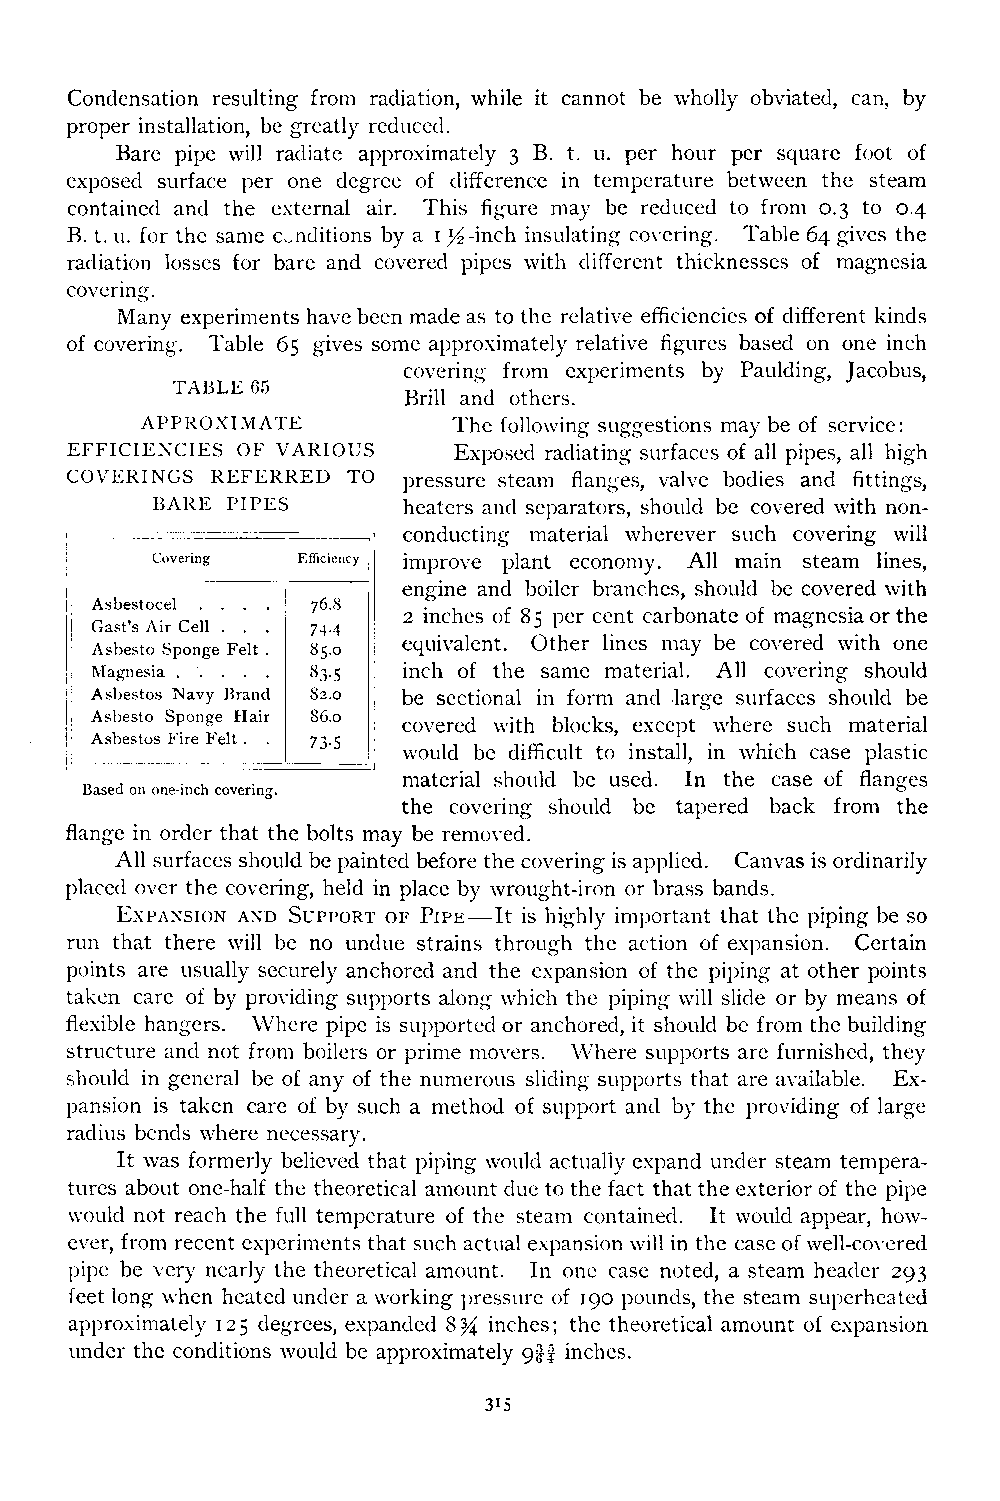 Condensation resulting from radiation, while it cannot be wholly obviated, can, by
proper installation, be greatly reduced.
Bare pipe will radiate approximately 3 B. t. u. per hour per square foot of
exposed surface per one degree of difference in temperature between the steam
contained and the external air. This figure may be reduced to from 0.3 to 0.4
B. t. u. for the same conditions by a 1½-inch insulating covering. Table 64 gives the
radiation losses for bare and covered pipes with different thicknesses of magnesia
covering.
Many experiments have been made as to the relative efficiencies of different kinds
of covering. Table 65 gives some approximately relative figures based on one inch
covering from experiments by Paulding, Jacobus,
Brill and others.
TABLE 65
APPROXIMATE
EFFICIENCIES OF VARIOUS
COVERINGS REFERRED TO
BARE PIPES
Covering Efficiency
Asbestocel . . . . 76.8
Gast's Air Cell . . . 74.4
Asbesto Sponge Felt . 85.0
Magnesia . . . . . 83.5
Asbestos Navy Brand 82.0
Asbesto Sponge Hair 86.0
Asbestos Fire Felt . . 73.5
Based on one-inch covering.
The following suggestions may be of service:
Exposed radiating surfaces of all pipes, all high
pressure steam flanges, valve bodies and fittings,
heaters and separators, should be covered with non-
conducting material wherever such covering will
improve plant economy. All main steam lines,
engine and boiler branches, should be covered with
2 inches of 85 per cent carbonate of magnesia or the
equivalent. Other lines may be covered with one
inch of the same material. All covering should
be sectional in form and large surfaces should be
covered with blocks, except where such material
would be difficult to install, in which case plastic
material should be used. In the case of flanges
the covering should be tapered back from the
flange in order that the bolts may be removed.
All surfaces should be painted before the covering is applied. Canvas is ordinarily
placed over the covering, held in place by wrought-iron or brass bands.
EXPANSION AND SUPPORT OF PIPE—It is highly important that the piping be so
run that there will be no undue strains through the action of expansion. Certain
points are usually securely anchored and the expansion of the piping at other points
taken care of by providing supports along which the piping will slide or by means of
flexible hangers. Where pipe is supported or anchored, it should be from the building
structure and not from boilers or prime movers. Where supports are furnished, they
should in general be of any of the numerous sliding supports that are available. Ex-
pansion is taken care of by such a method of support and by the providing of large
radius bends where necessary.
It was formerly believed that piping would actually expand under steam tempera-
tures about one-half the theoretical amount due to the fact that the exterior of the pipe
would not reach the full temperature of the steam contained. It would appear, how-
ever, from recent experiments that such actual expansion will in the case of well-covered
pipe be very nearly the theoretical amount. In one case noted, a steam header 293
feet long when heated under a working pressure of 190 pounds, the steam superheated
approximately 125 degrees, expanded 8¾ inches; the theoretical amount of expansion
under the conditions would be approximately inches.
315